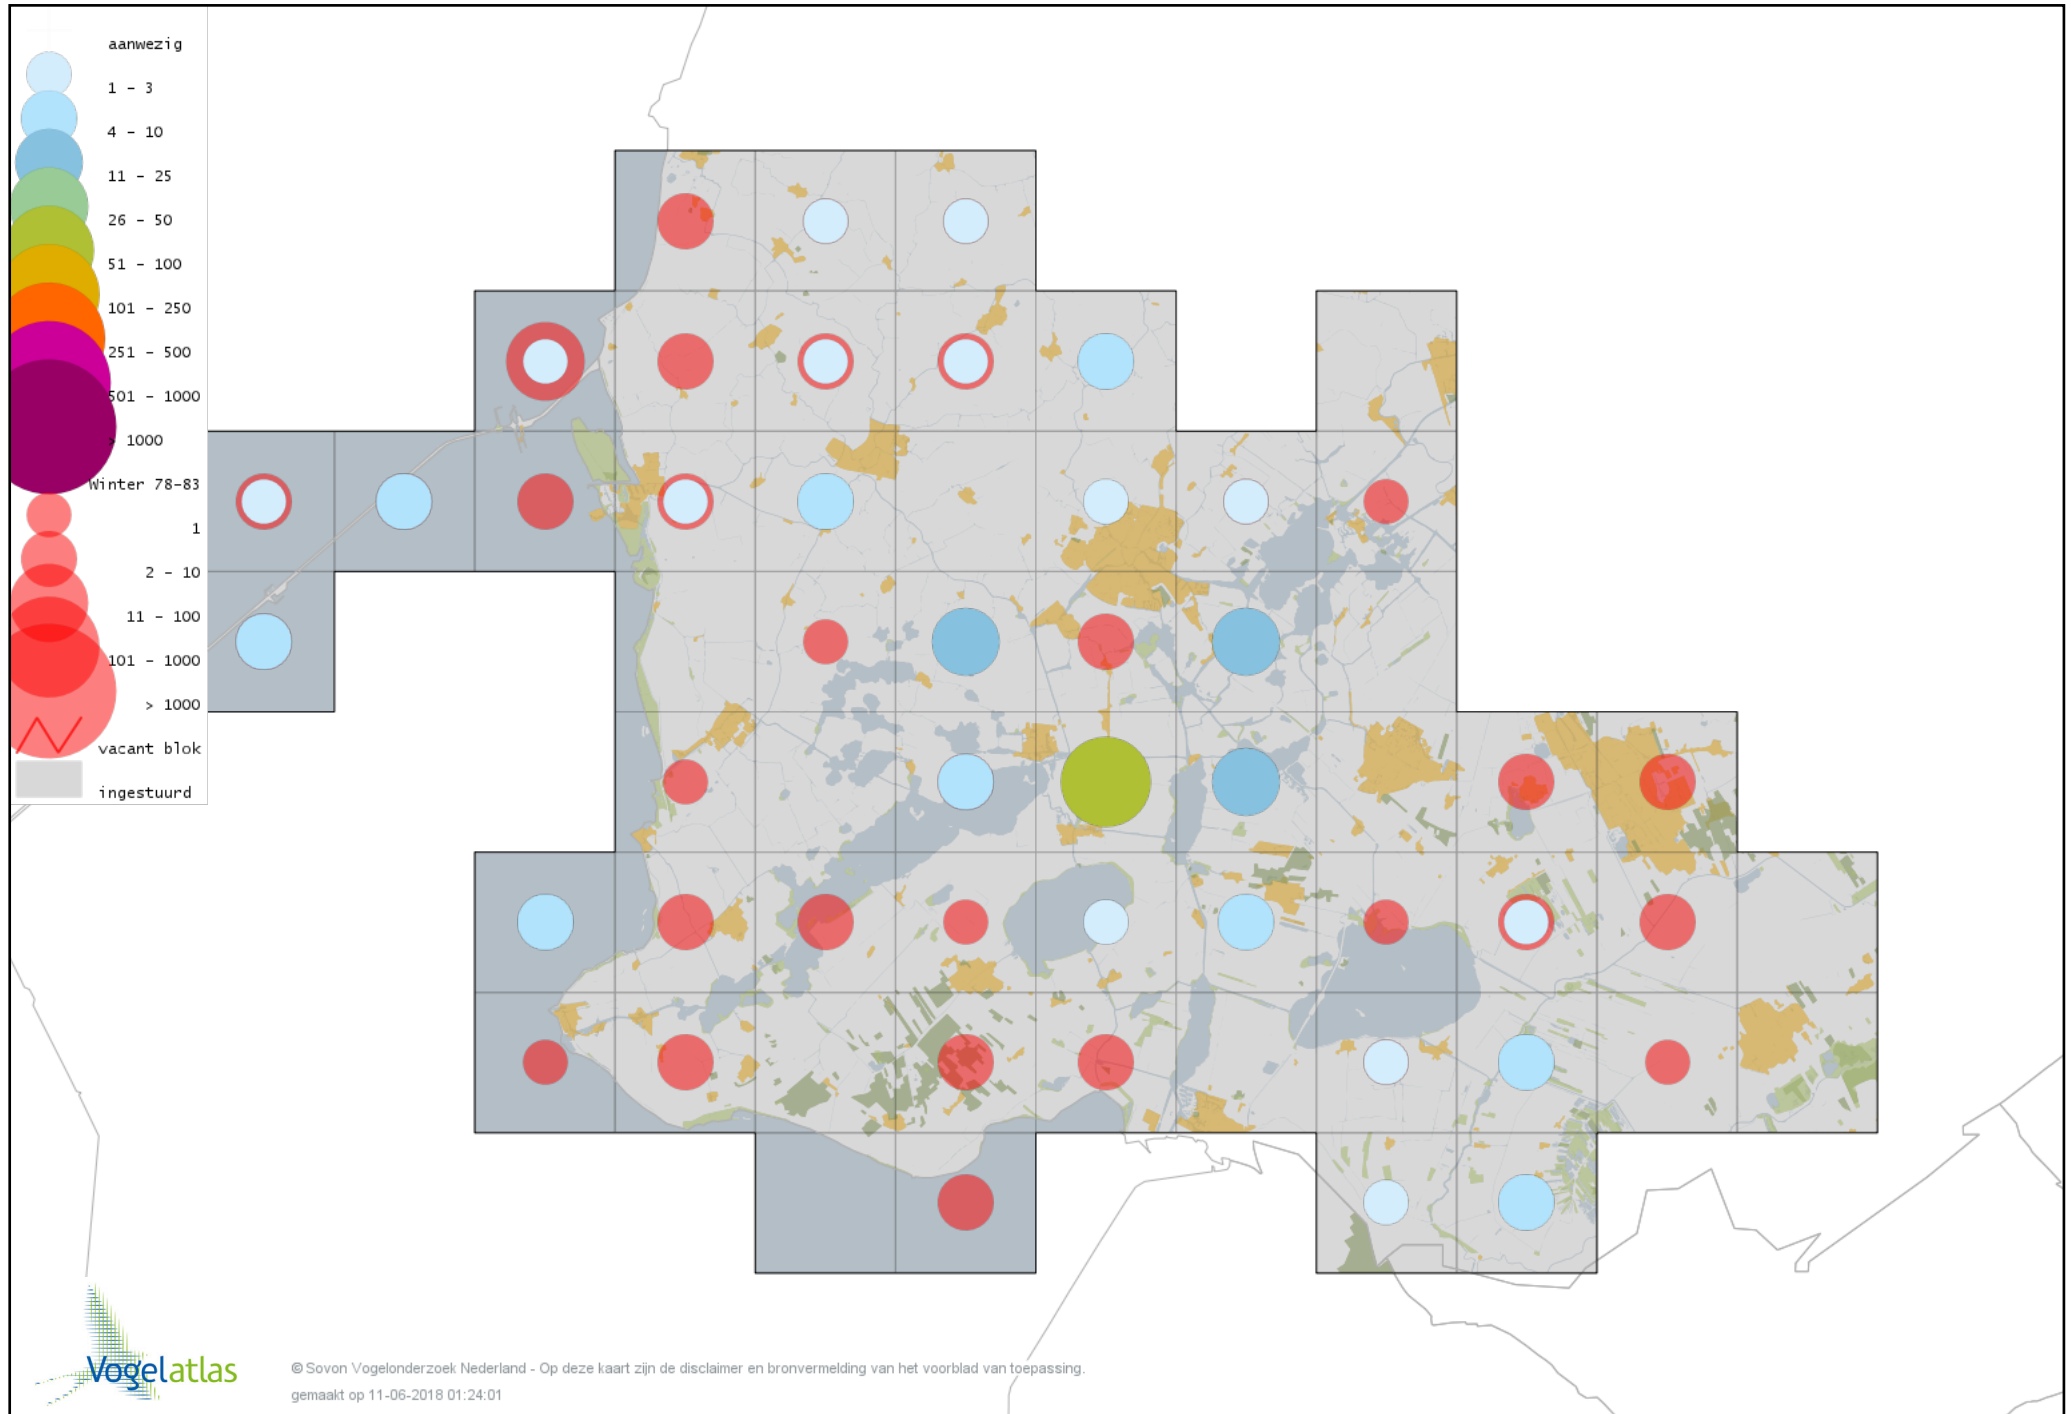 aanwezig
1 - 3
4 - 10
11 - 25
26 - 50
51 - 100
101 - 250
251 - 500
501 - 1000
> 1000
Winter 78-83
1
2 - 10
11 - 100
101 - 1000
> 1000
vacant blok
ingestuurd
Vogelatlas
© Sovon Vogelonderzoek Nederland - Op deze kaart zijn de disclaimer en bronvermelding van het voorblad van toepassing.
gemaakt op 11-06-2018 01:24:01